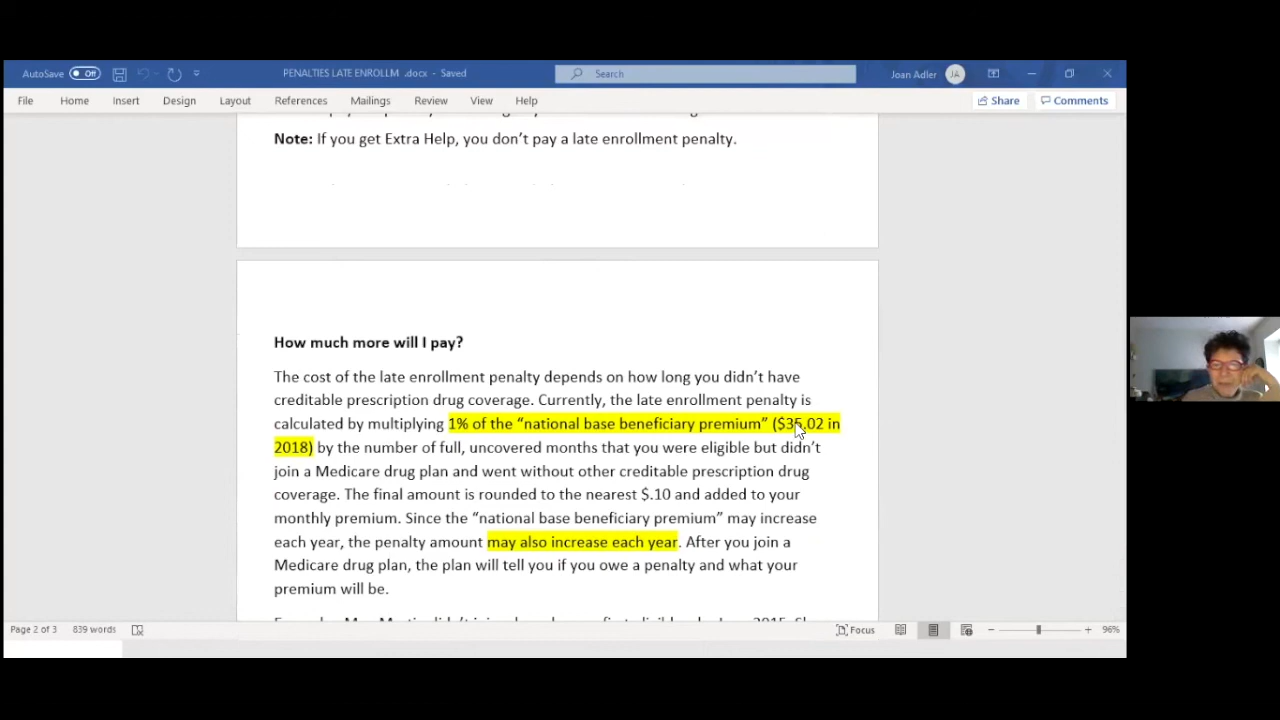 AutoSave Off PENALTIES LATE ENROLLM .docx - Saved Search Joan Adler JA
File Home Insert Design Layout References Mailings Review View Help Share Comments
Note: If you get Extra Help, you don't pay a late enrollment penalty.
How much more will I pay?
The cost of the late enrollment penalty depends on how long you didn't have
creditable prescription drug coverage. Currently, the late enrollment penalty is
calculated by multiplying 1% of the "national base beneficiary premium" ($35.02 in
2018) by the number of full, uncovered months that you were eligible but didn't
join a Medicare drug plan and went without other creditable prescription drug
coverage. The final amount is rounded to the nearest $.10 and added to your
monthly premium. Since the "national base beneficiary premium" may increase
each year, the penalty amount may also increase each year. After you join a
Medicare drug plan, the plan will tell you if you owe a penalty and what your
premium will be.
Page 2 of 3 839 words Focus 96%